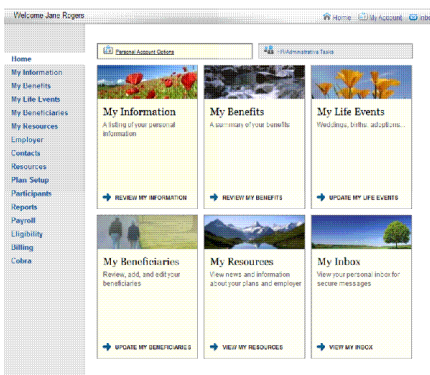 Welcome Jane Rogers
Home My Account Inbo
Personal Account Options
HR Administrative Tasks
Home
My Information
My Benefits
My Life Events
My Beneficiaries
My Resources
Employer
Contacts
Resources
Plan Setup
Participants
Reports
Payroll
Eligibility
Billing
Cobra
My Information
A listing of your personal
information
REVIEW MY INFORMATION
My Benefits
A summary of your benefits
REVIEW MY BENEFITS
My Life Events
Weddings, births, adoptions...
UPDATE MY LIFE EVENTS
My Beneficiaries
Review, add, and edit your
beneficiaries
UPDATE MY BENEFICIARIES
My Resources
View news and information
about your plans and employer
VIEW MY RESOURCES
My Inbox
View your personal inbox for
secure messages
VIEW MY INBOX